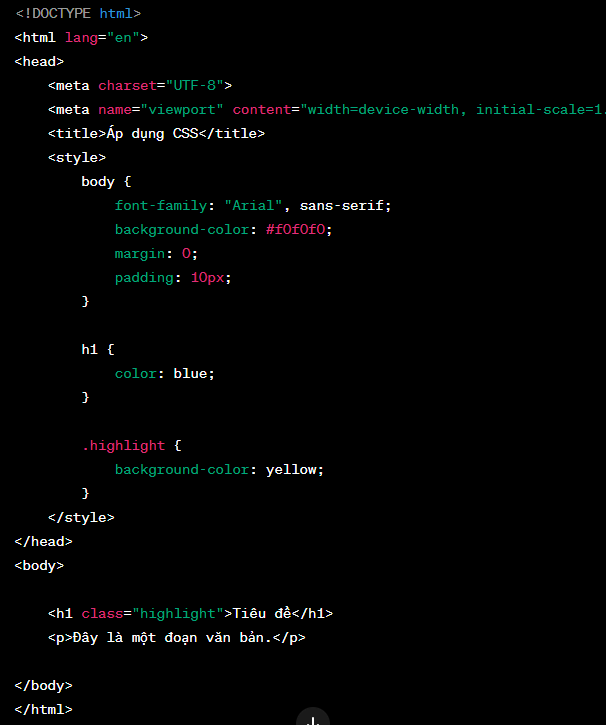 <!DOCTYPE html>
<html lang="en">
<head>
    <meta charset="UTF-8">
    <meta name="viewport" content="width=device-width, initial-scale=1.
    <title>Áp dụng CSS</title>
    <style>
        body {
            font-family: "Arial", sans-serif;
            background-color: #f0f0f0;
            margin: 0;
            padding: 10px;
        }

        h1 {
            color: blue;
        }

        .highlight {
            background-color: yellow;
        }
    </style>
</head>
<body>

    <h1 class="highlight">Tiêu đề</h1>
    <p>Đây là một đoạn văn bản.</p>

</body>
</html>